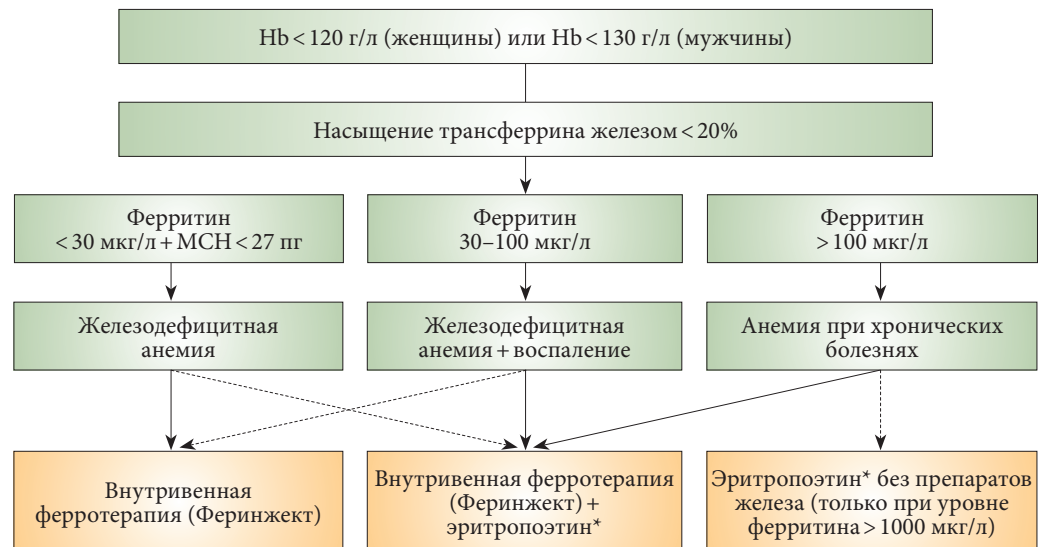 Hb < 120 г/л (женщины) или Hb < 130 г/л (мужчины)
Насыщение трансферрина железом < 20%
Ферритин
< 30 мкг/л + МСН < 27 пг
Ферритин
30–100 мкг/л
Ферритин
> 100 мкг/л
Железодефицитная
анемия
Железодефицитная
анемия + воспаление
Анемия при хронических
болезнях
Внутривенная
ферротерапия (Феринжект)
Внутривенная ферротерапия
(Феринжект) +
эритропоэтин*
Эритропоэтин* без препаратов
железа (только при уровне
ферритина > 1000 мкг/л)